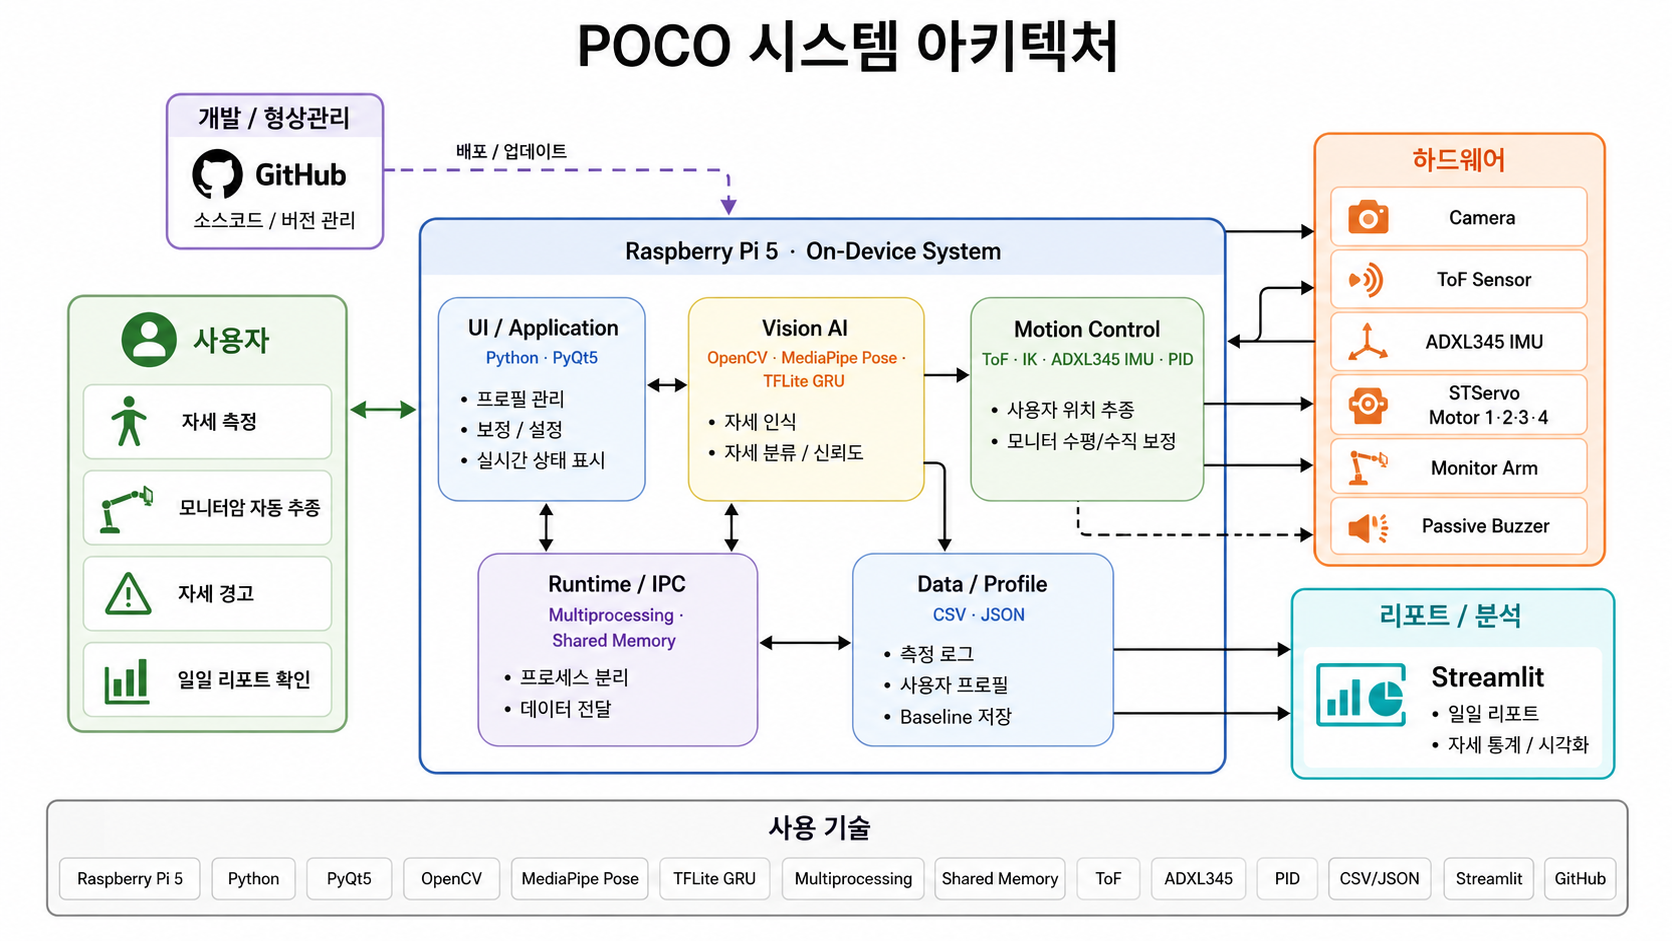 POCO 시스템 아키텍처
개발 / 형상관리
GitHub
소스코드 / 버전 관리
배포 / 업데이트
사용자
자세 측정
모니터암 자동 추종
자세 경고
일일 리포트 확인
Raspberry Pi 5 · On-Device System
UI / Application
Python · PyQt5
• 프로필 관리
• 보정 / 설정
• 실시간 상태 표시
Vision AI
OpenCV · MediaPipe Pose ·
TFLite GRU
• 자세 인식
• 자세 분류 / 신뢰도
Motion Control
ToF · IK · ADXL345 IMU · PID
• 사용자 위치 추종
• 모니터 수평/수직 보정
Runtime / IPC
Multiprocessing ·
Shared Memory
• 프로세스 분리
• 데이터 전달
Data / Profile
CSV · JSON
• 측정 로그
• 사용자 프로필
• Baseline 저장
하드웨어
Camera
ToF Sensor
ADXL345 IMU
STServo
Motor 1·2·3·4
Monitor Arm
Passive Buzzer
리포트 / 분석
Streamlit
• 일일 리포트
• 자세 통계 / 시각화
사용 기술
Raspberry Pi 5
Python
PyQt5
OpenCV
MediaPipe Pose
TFLite GRU
Multiprocessing
Shared Memory
ToF
ADXL345
PID
CSV/JSON
Streamlit
GitHub